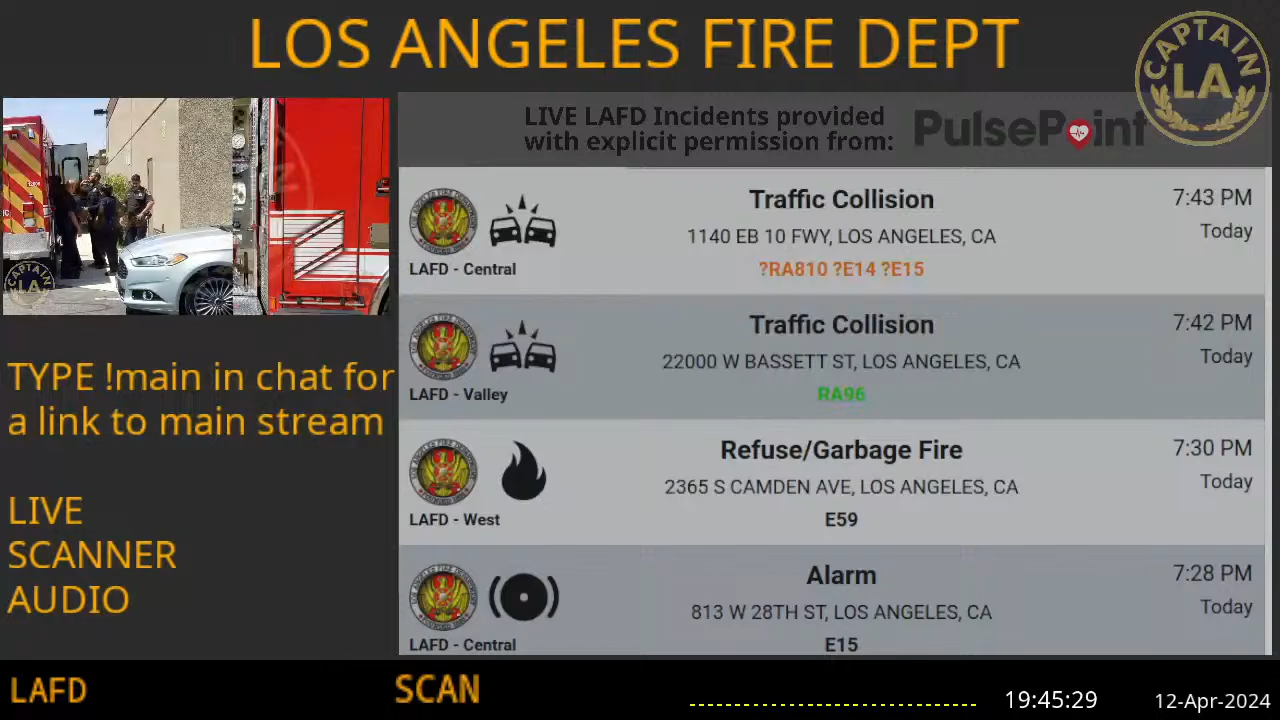 LOS ANGELES FIRE DEPT
CAPTAIN
LA
LIVE LAFD Incidents provided
with explicit permission from:
PulsePoint
Traffic Collision
7:43 PM
1140 EB 10 FWY, LOS ANGELES, CA
Today
LAFD - Central
?RA810 ?E14 ?E15
Traffic Collision
7:42 PM
22000 W BASSETT ST, LOS ANGELES, CA
Today
LAFD - Valley
RA96
Refuse/Garbage Fire
7:30 PM
2365 S CAMDEN AVE, LOS ANGELES, CA
Today
LAFD - West
E59
Alarm
7:28 PM
813 W 28TH ST, LOS ANGELES, CA
Today
LAFD - Central
E15
CAPTAIN
LA
TYPE !main in chat for
a link to main stream
LIVE
SCANNER
AUDIO
LAFD
SCAN
19:45:29
12-Apr-2024